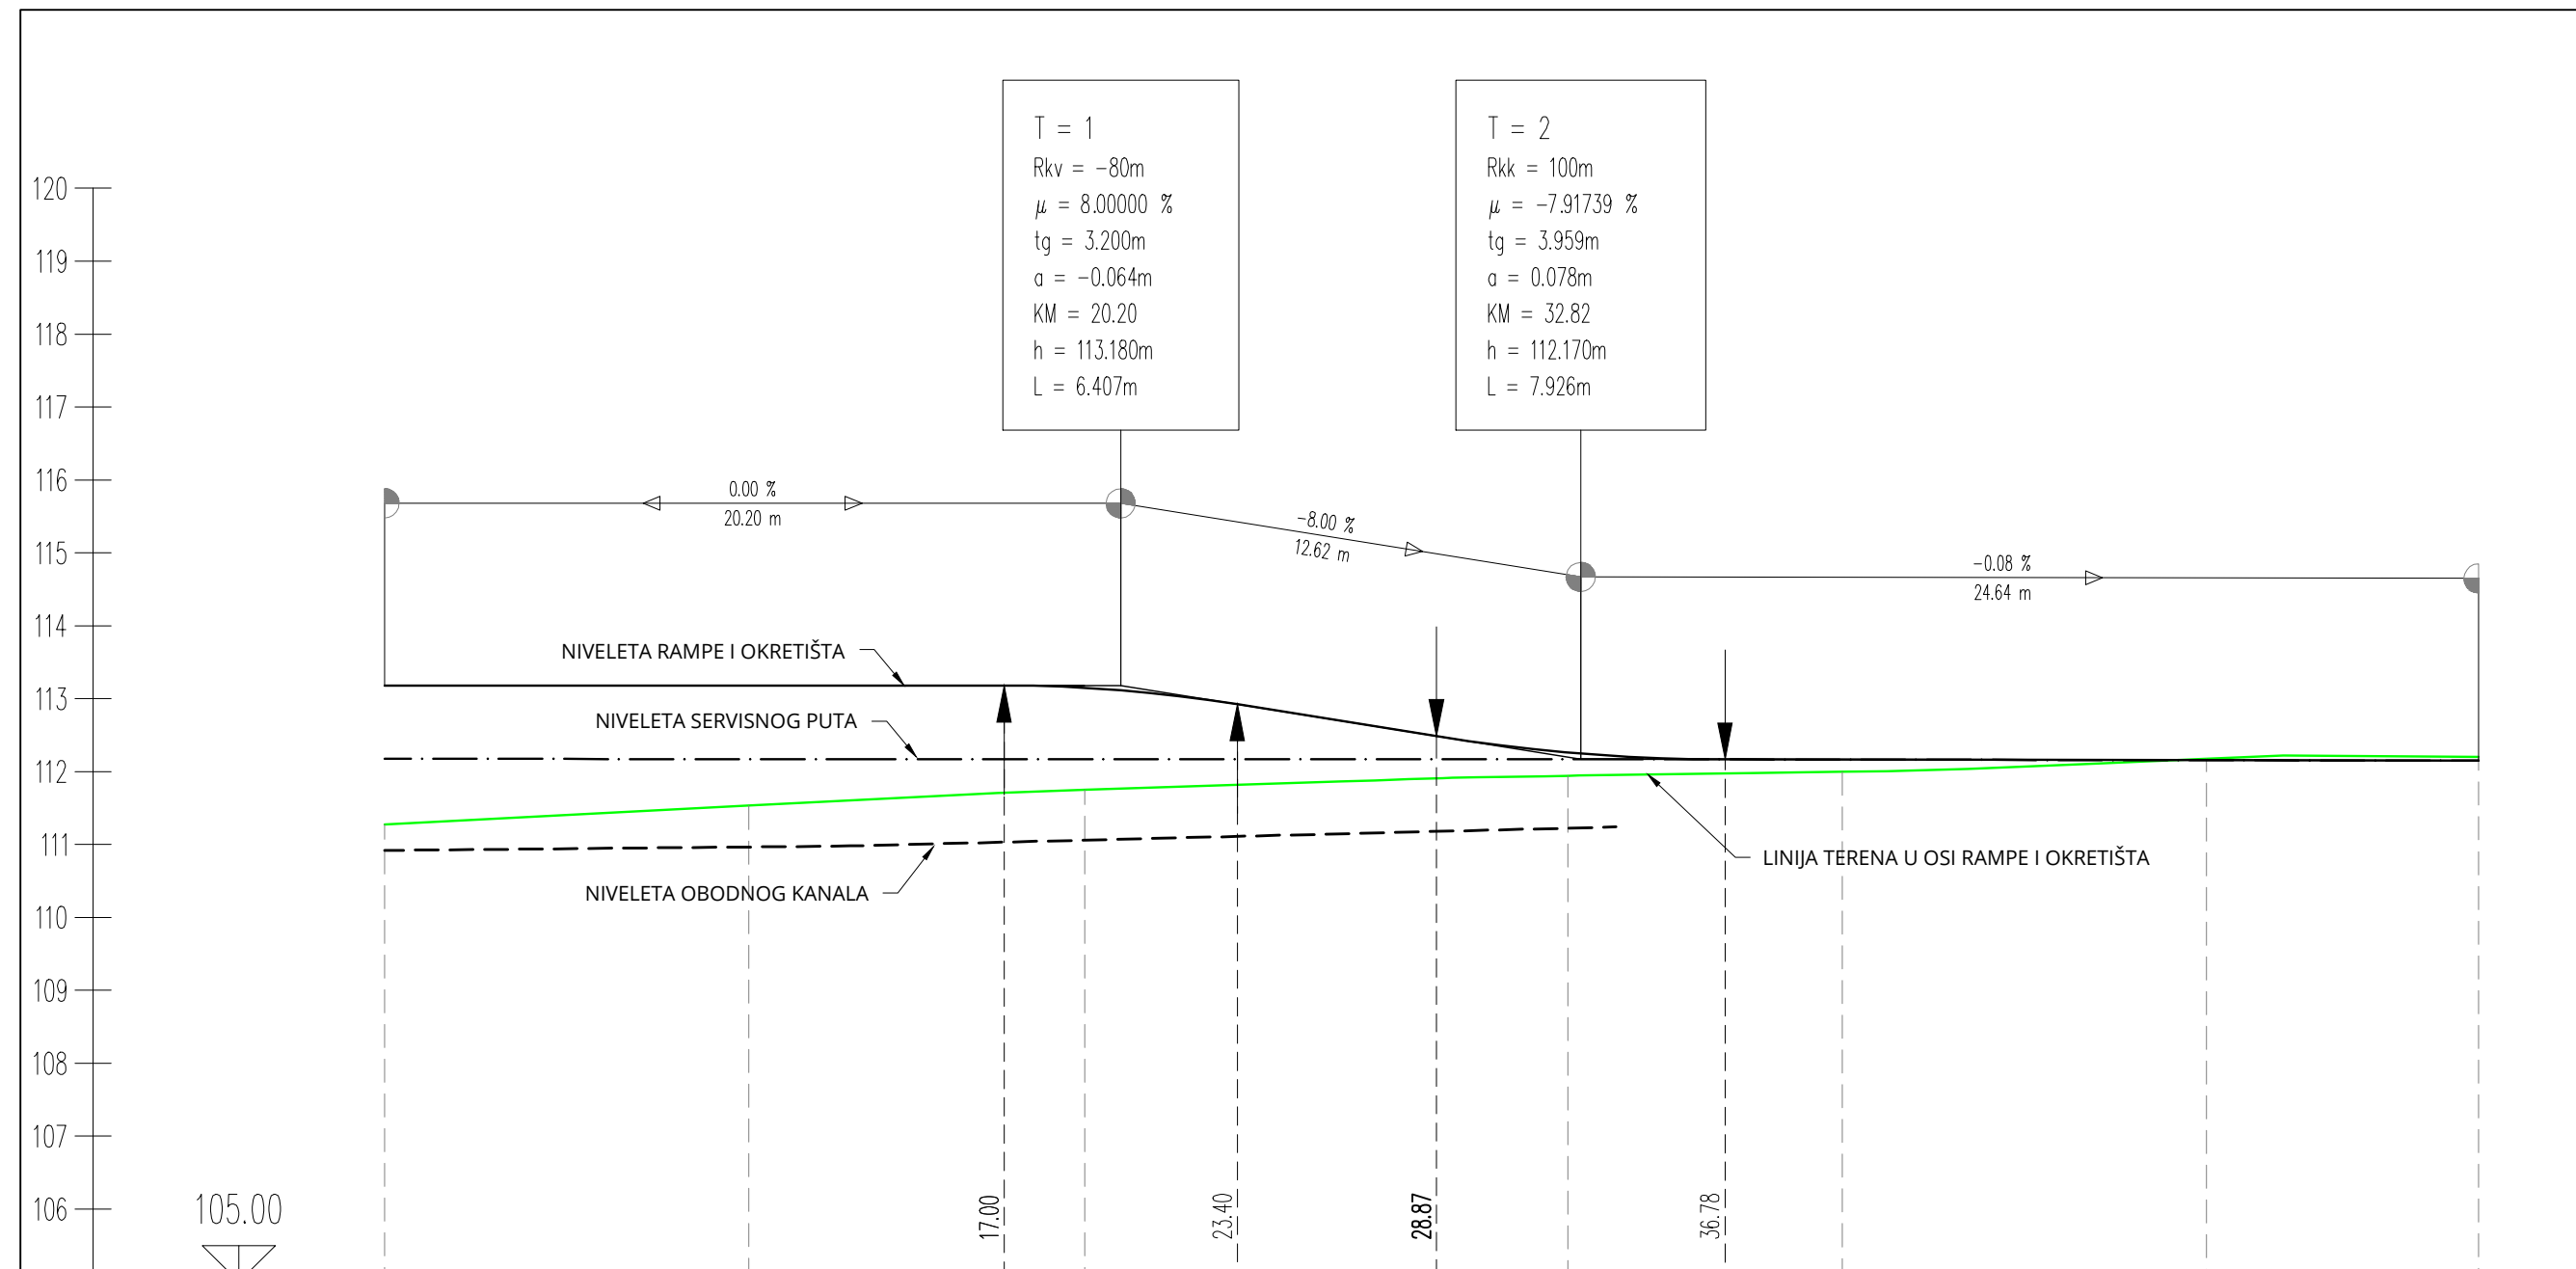 T = 1
Rkv = -80m
μ = 8.00000 %
tg = 3.200m
a = -0.064m
KM = 20.20
h = 113.180m
L = 6.407m
T = 2
Rkk = 100m
μ = -7.91739 %
tg = 3.959m
a = 0.078m
KM = 32.82
h = 112.170m
L = 7.926m
120
119
118
117
116
115
114
113
112
111
110
109
108
107
106
0.00 %
20.20 m
-8.00 %
12.62 m
-0.08 %
24.64 m
NIVELETA RAMPE I OKRETIŠTA
NIVELETA SERVISNOG PUTA
LINIJA TERENA U OSI RAMPE I OKRETIŠTA
NIVELETA OBODNOG KANALA
105.00
17.00
23.40
28.87
36.78